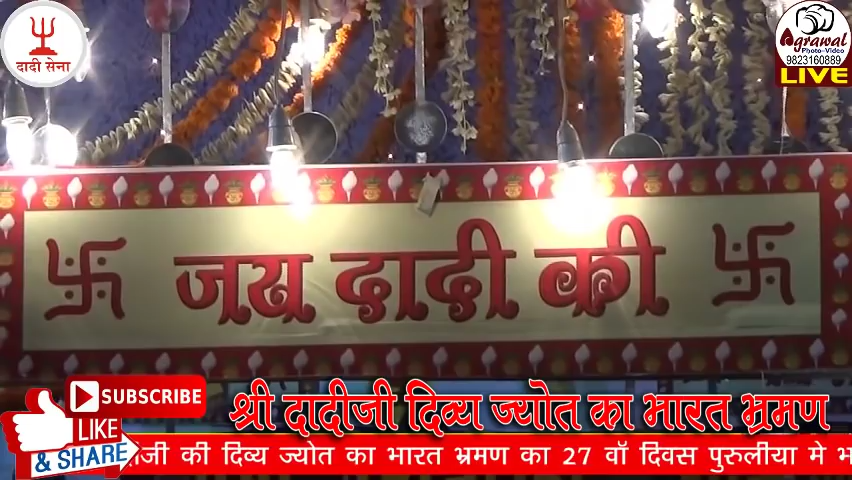 दादी सेना
Agrawal
Photo-Video
9823160889
LIVE
जय दादी की
SUBSCRIBE
LIKE
& SHARE
श्री दादीजी दिव्य ज्योत का भारत भ्रमण
की दिव्य ज्योत का भारत भ्रमण का 27 वॉ दिवस पुरुलीया मे